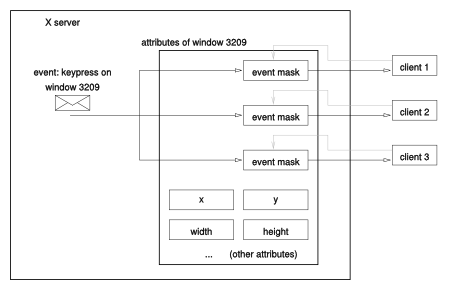 X server
attributes of window 3209
event: keypress on
window 3209
event mask
client 1
event mask
client 2
event mask
client 3
x
y
width
height
... (other attributes)